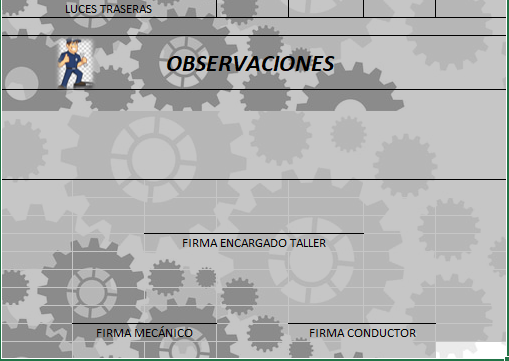 LUCES TRASERAS
OBSERVACIONES
FIRMA ENCARGADO TALLER
FIRMA MECÁNICO
FIRMA CONDUCTOR